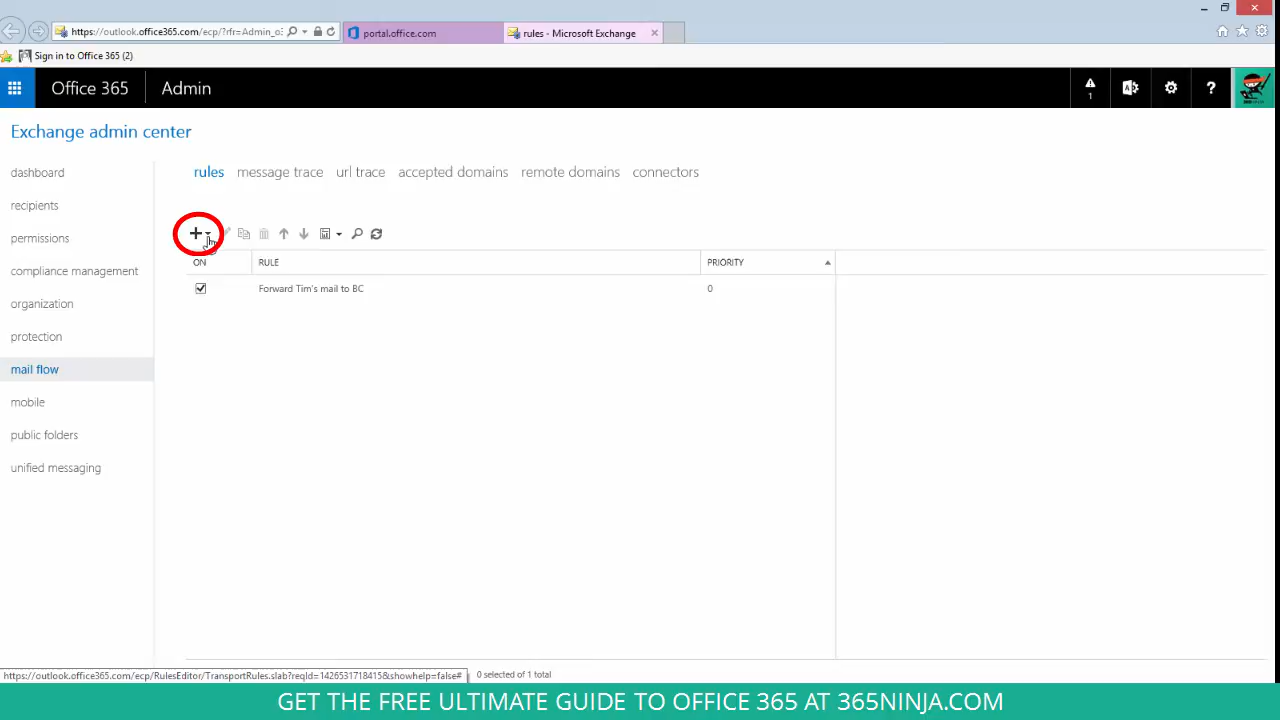 https://outlook.office365.com/ecp/?rfr=Admin_o3
portal.office.com
rules - Microsoft Exchange
Sign in to Office 365 (2)
Office 365
Admin
1
?
Exchange admin center
dashboard
recipients
permissions
compliance management
organization
protection
mail flow
mobile
public folders
unified messaging
rules message trace url trace accepted domains remote domains connectors
ON RULE PRIORITY
Forward Tim's mail to BC 0
https://outlook.office365.com/ecp/RulesEditor/TransportRules.slab?reqId=1426531718415&showhelp=false#
0 selected of 1 total
GET THE FREE ULTIMATE GUIDE TO OFFICE 365 AT 365NINJA.COM